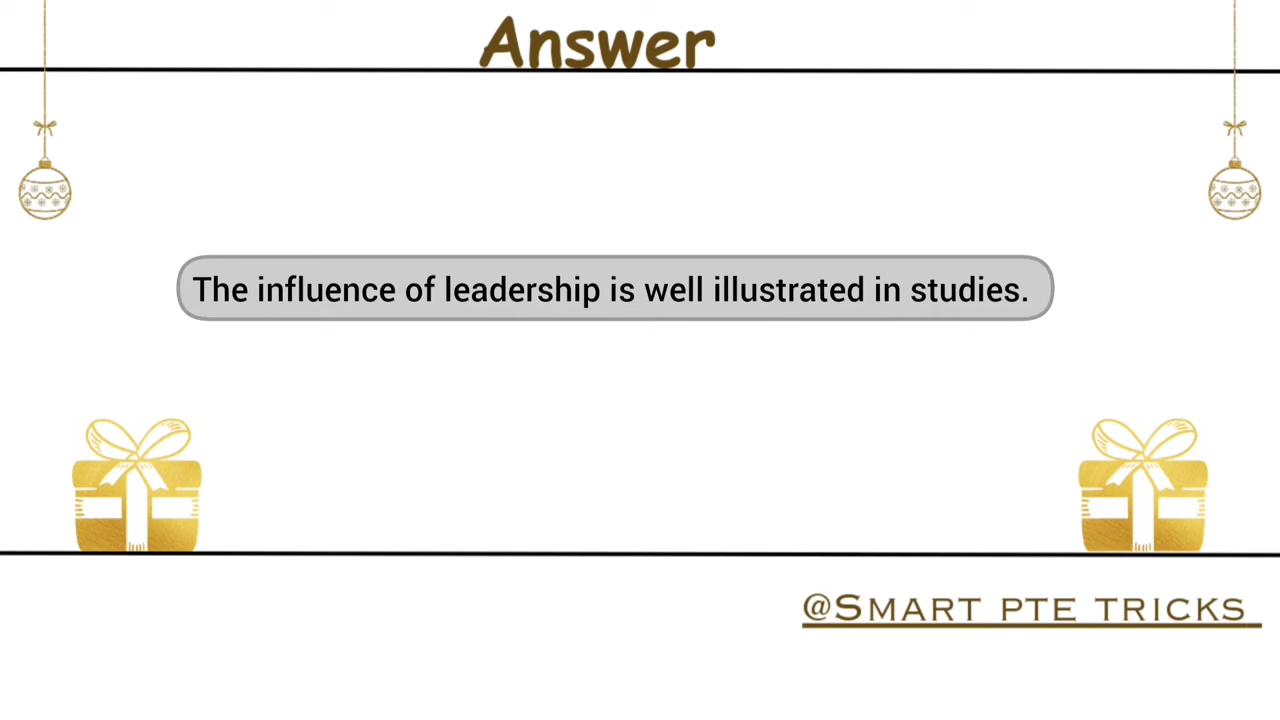 Answer
The influence of leadership is well illustrated in studies.
@SMART PTE TRICKS